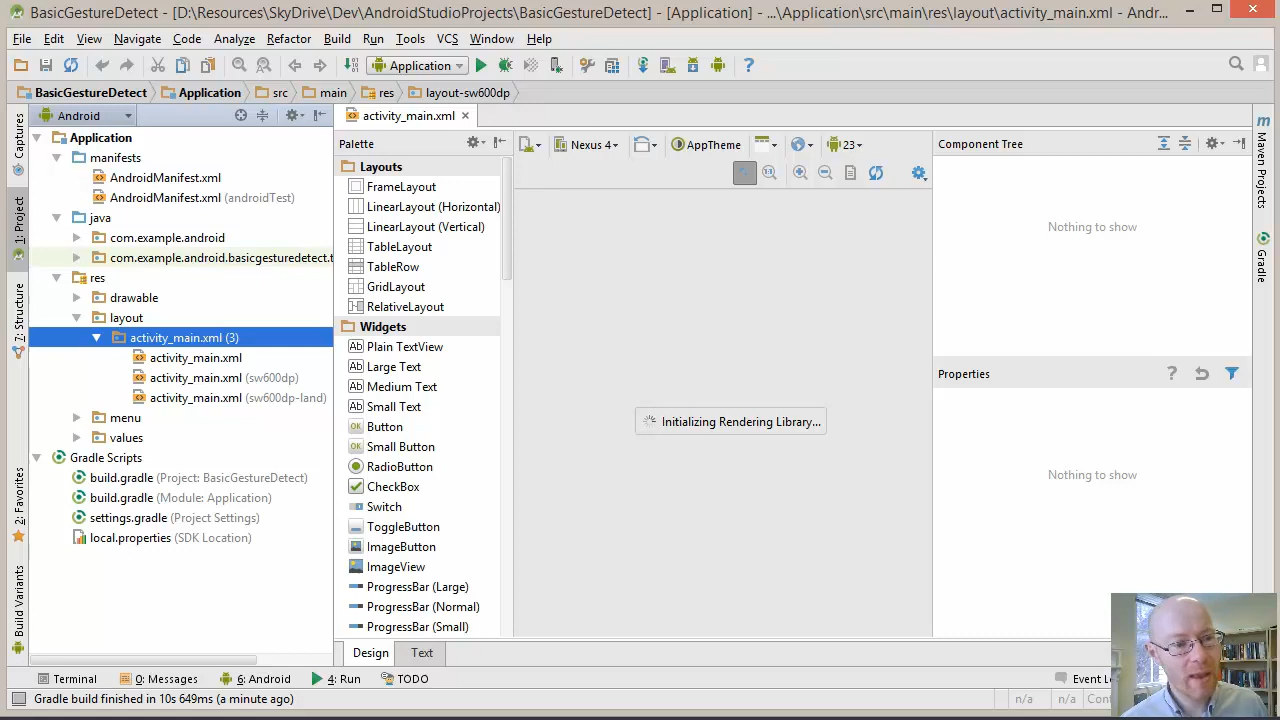 BasicGestureDetect - [D:\Resources\SkyDrive\Dev\AndroidStudioProjects\BasicGestureDetect] - [Application] - ...\Application\src\main\res\layout\activity_main.xml - Andr...
File Edit View Navigate Code Analyze Refactor Build Run Tools VCS Window Help
Application
BasicGestureDetect Application src main res layout-sw600dp
Android
activity_main.xml
Captures
1: Project
7: Structure
2: Favorites
Build Variants
Application
manifests
AndroidManifest.xml
AndroidManifest.xml (androidTest)
java
com.example.android
com.example.android.basicgesturedetect.t
res
drawable
layout
activity_main.xml (3)
activity_main.xml
activity_main.xml (sw600dp)
activity_main.xml (sw600dp-land)
menu
values
Gradle Scripts
build.gradle (Project: BasicGestureDetect)
build.gradle (Module: Application)
settings.gradle (Project Settings)
local.properties (SDK Location)
Palette
Layouts
FrameLayout
LinearLayout (Horizontal)
LinearLayout (Vertical)
TableLayout
TableRow
GridLayout
RelativeLayout
Widgets
Ab Plain TextView
Ab Large Text
Ab Medium Text
Ab Small Text
OK Button
OK Small Button
RadioButton
CheckBox
Switch
ToggleButton
ImageButton
ImageView
ProgressBar (Large)
ProgressBar (Normal)
ProgressBar (Small)
Nexus 4 AppTheme 23
Initializing Rendering Library...
Component Tree
Nothing to show
Properties
Nothing to show
m Maven Projects
Gradle
Design Text
Terminal 0: Messages 6: Android 4: Run TODO
Gradle build finished in 10s 649ms (a minute ago)
n/a n/a